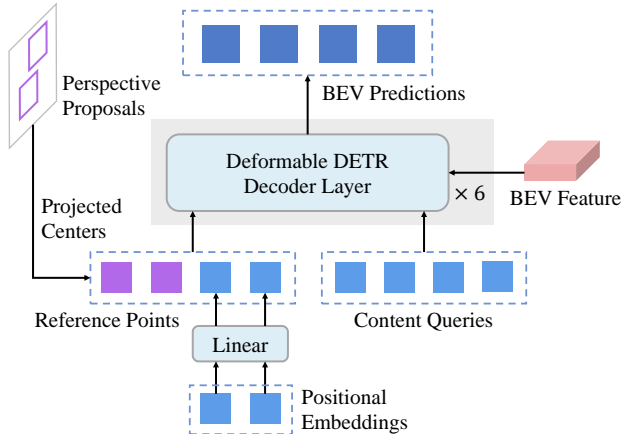 Perspective
Proposals
BEV Predictions
Deformable DETR
Decoder Layer
× 6
BEV Feature
Projected
Centers
Reference Points
Content Queries
Linear
Positional
Embeddings